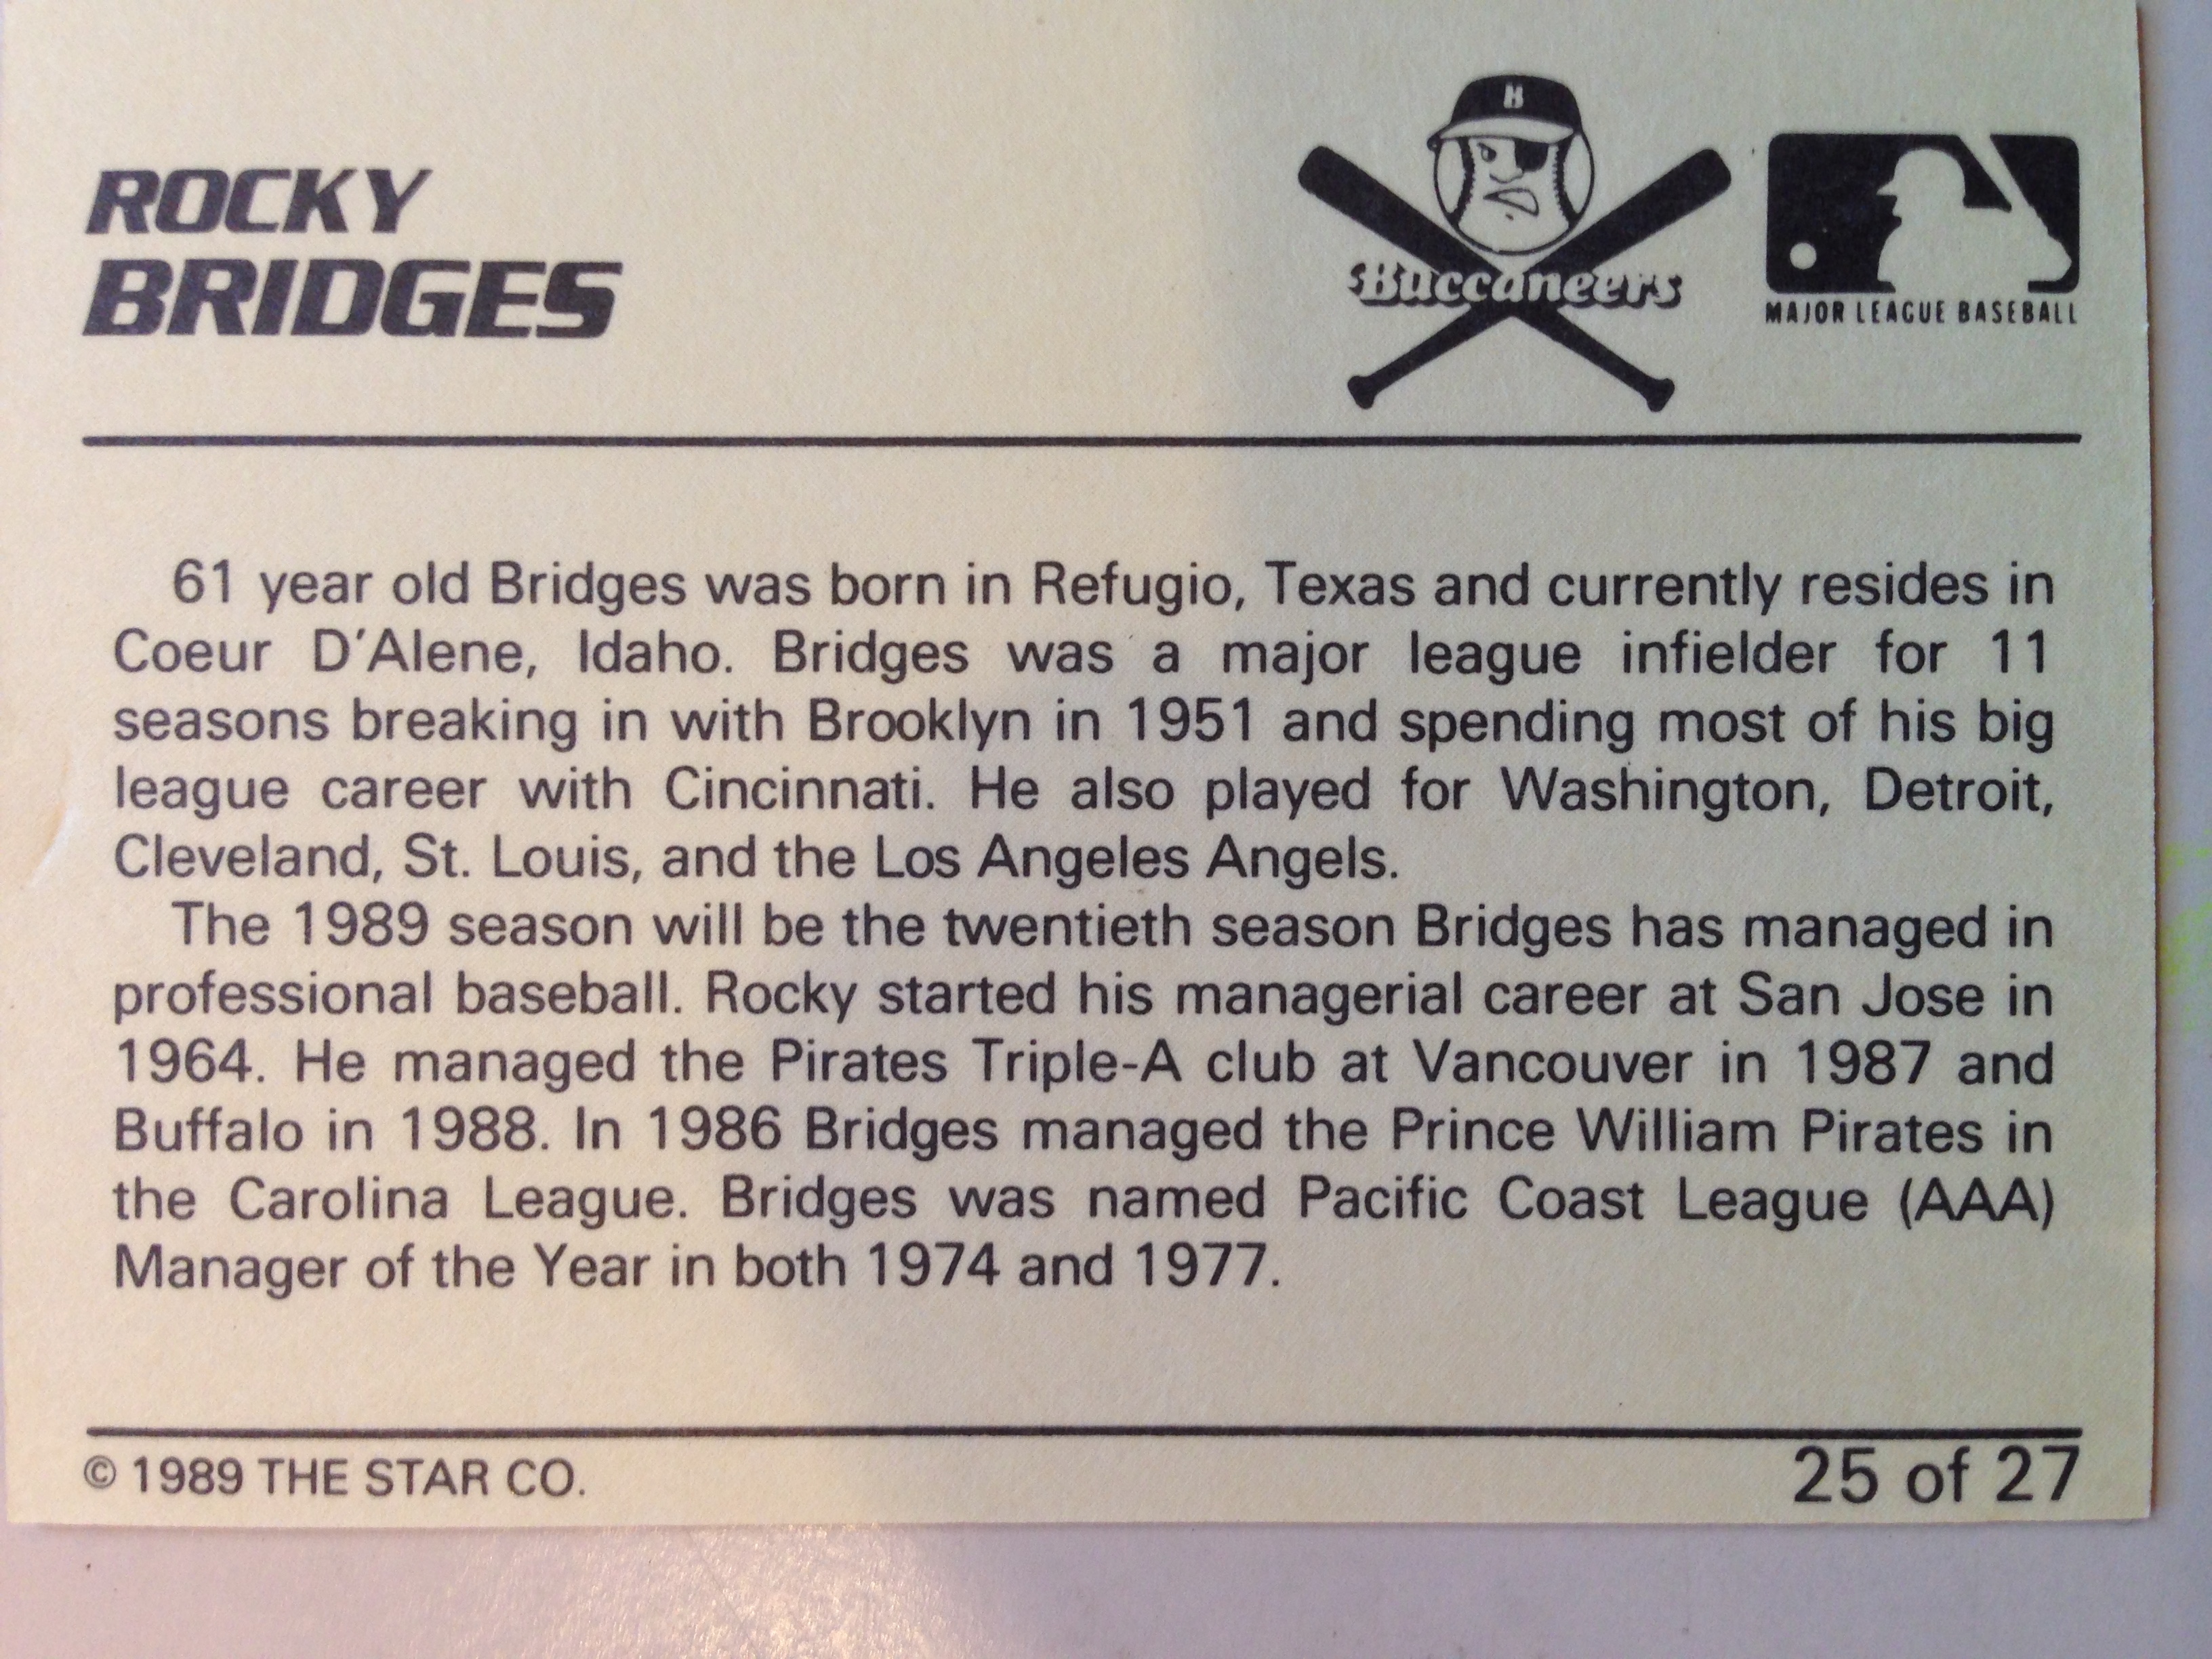 ROCKY
BRIDGES
B
Buccaneers
MAJOR LEAGUE BASEBALL
61 year old Bridges was born in Refugio, Texas and currently resides in
Coeur D'Alene, Idaho. Bridges was a major league infielder for 11
seasons breaking in with Brooklyn in 1951 and spending most of his big
league career with Cincinnati. He also played for Washington, Detroit,
Cleveland, St. Louis, and the Los Angeles Angels.
The 1989 season will be the twentieth season Bridges has managed in
professional baseball. Rocky started his managerial career at San Jose in
1964. He managed the Pirates Triple-A club at Vancouver in 1987 and
Buffalo in 1988. In 1986 Bridges managed the Prince William Pirates in
the Carolina League. Bridges was named Pacific Coast League (AAA)
Manager of the Year in both 1974 and 1977.
© 1989 THE STAR CO.
25 of 27